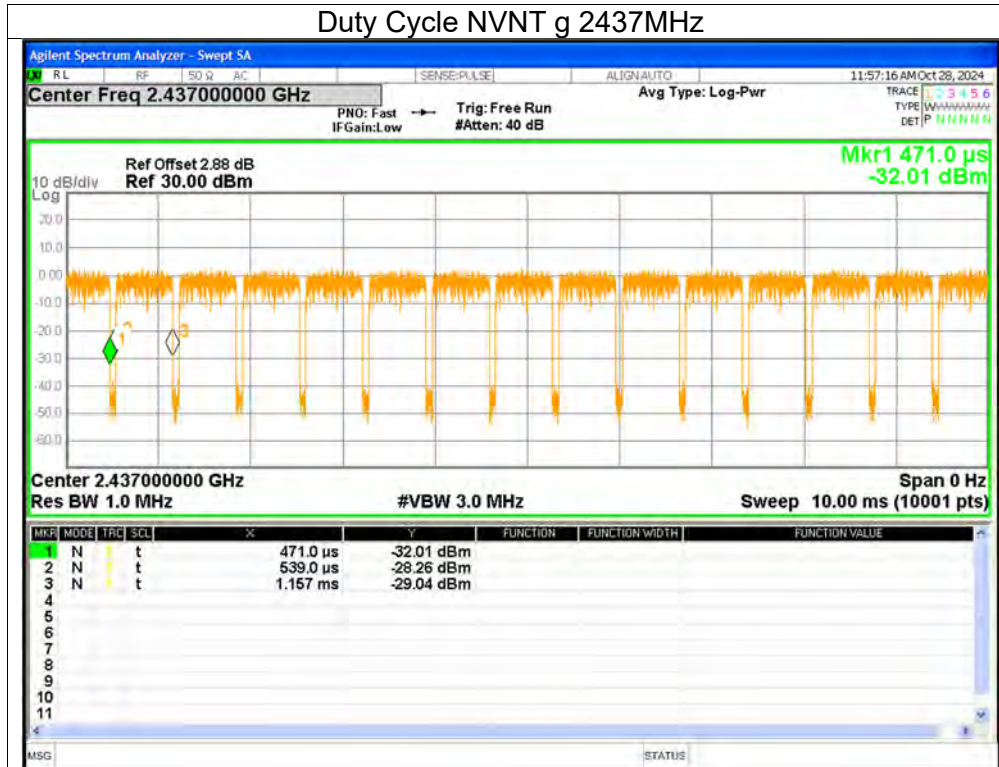 Duty Cycle NVNT g 2437MHz
Agilent Spectrum Analyzer - Swept SA
RL RF 50 Ω AC SENSE:PULSE ALIGN AUTO 11:57:16 AM Oct 28, 2024
Center Freq 2.437000000 GHz Avg Type: Log-Pwr TRACE 1 2 3 4 5 6
PNO: Fast Trig: Free Run TYPE
IFGain:Low #Atten: 40 dB DET P N N N N N
Mkr1 471.0 µs
Ref Offset 2.88 dB
10 dB/div Ref 30.00 dBm -32.01 dBm
Log
20.0
10.0
0.00
-10.0
-20.0
-30.0
-40.0
-50.0
-60.0
1 3
Center 2.437000000 GHz Span 0 Hz
Res BW 1.0 MHz #VBW 3.0 MHz Sweep 10.00 ms (10001 pts)
MKR MODE TRC SCL X Y FUNCTION FUNCTION WIDTH FUNCTION VALUE
1 N t 471.0 µs -32.01 dBm
2 N t 539.0 µs -28.26 dBm
3 N t 1.157 ms -29.04 dBm
4
5
6
7
8
9
10
11
MSG STATUS